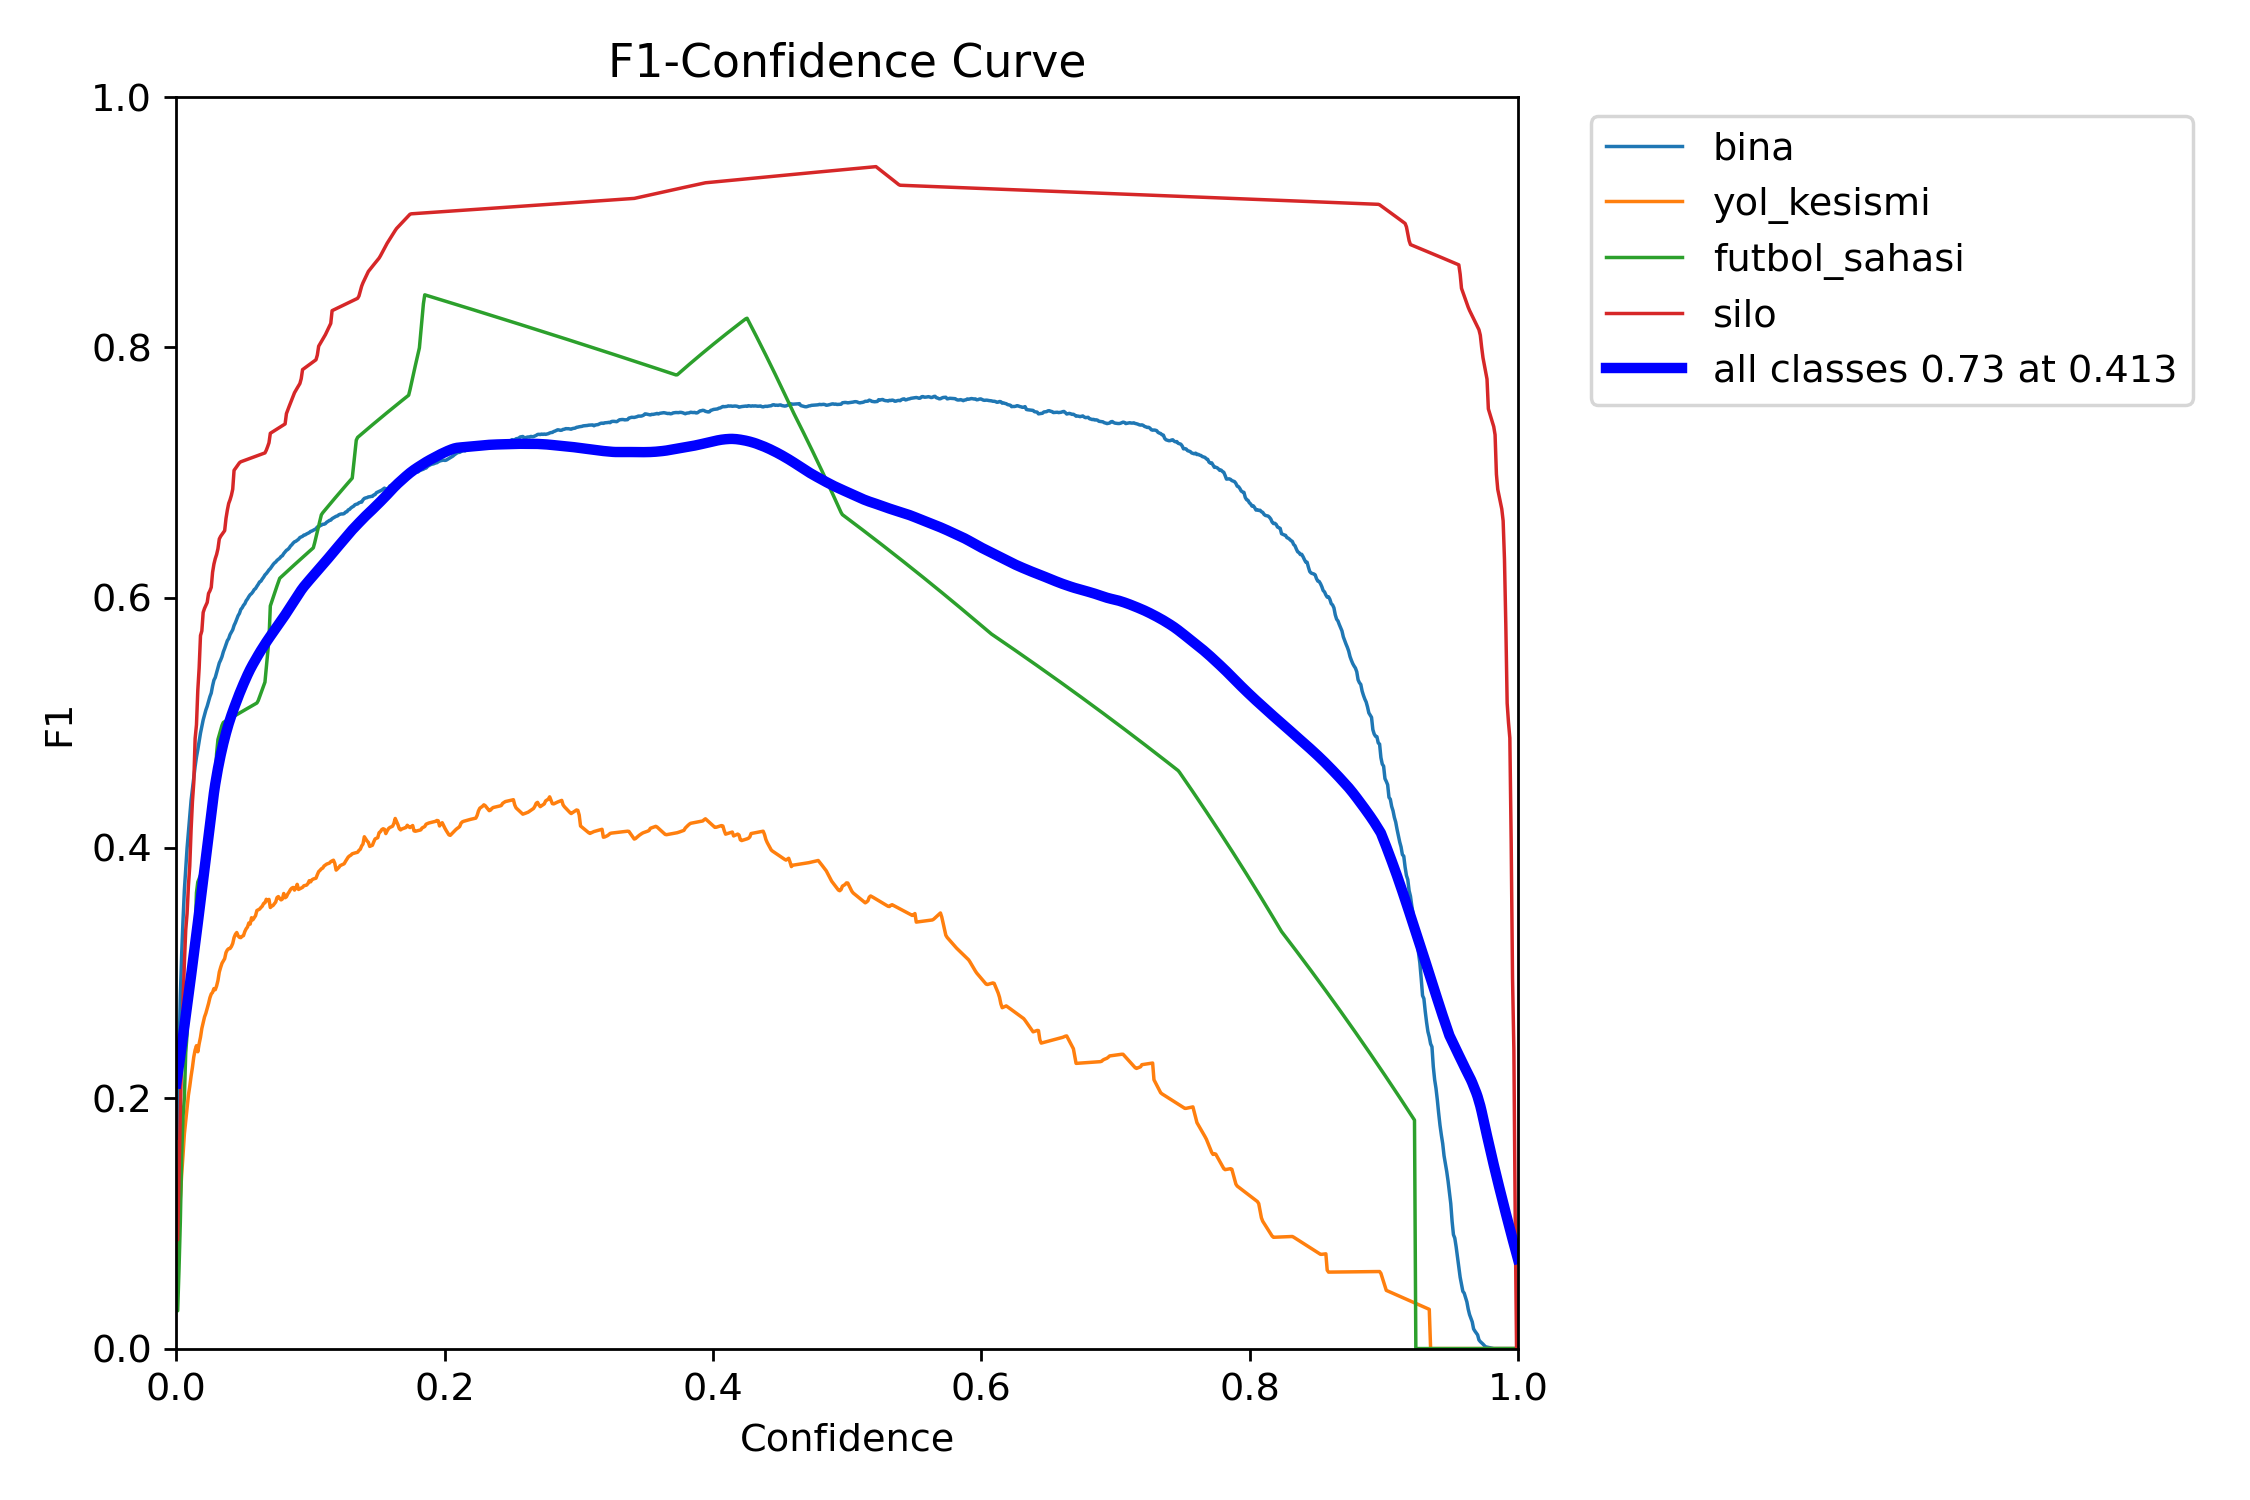 F1-Confidence Curve
1.0
0.8
0.6
0.4
0.2
0.0
F1
0.0 0.2 0.4 0.6 0.8 1.0
Confidence
bina
yol_kesismi
futbol_sahasi
silo
all classes 0.73 at 0.413